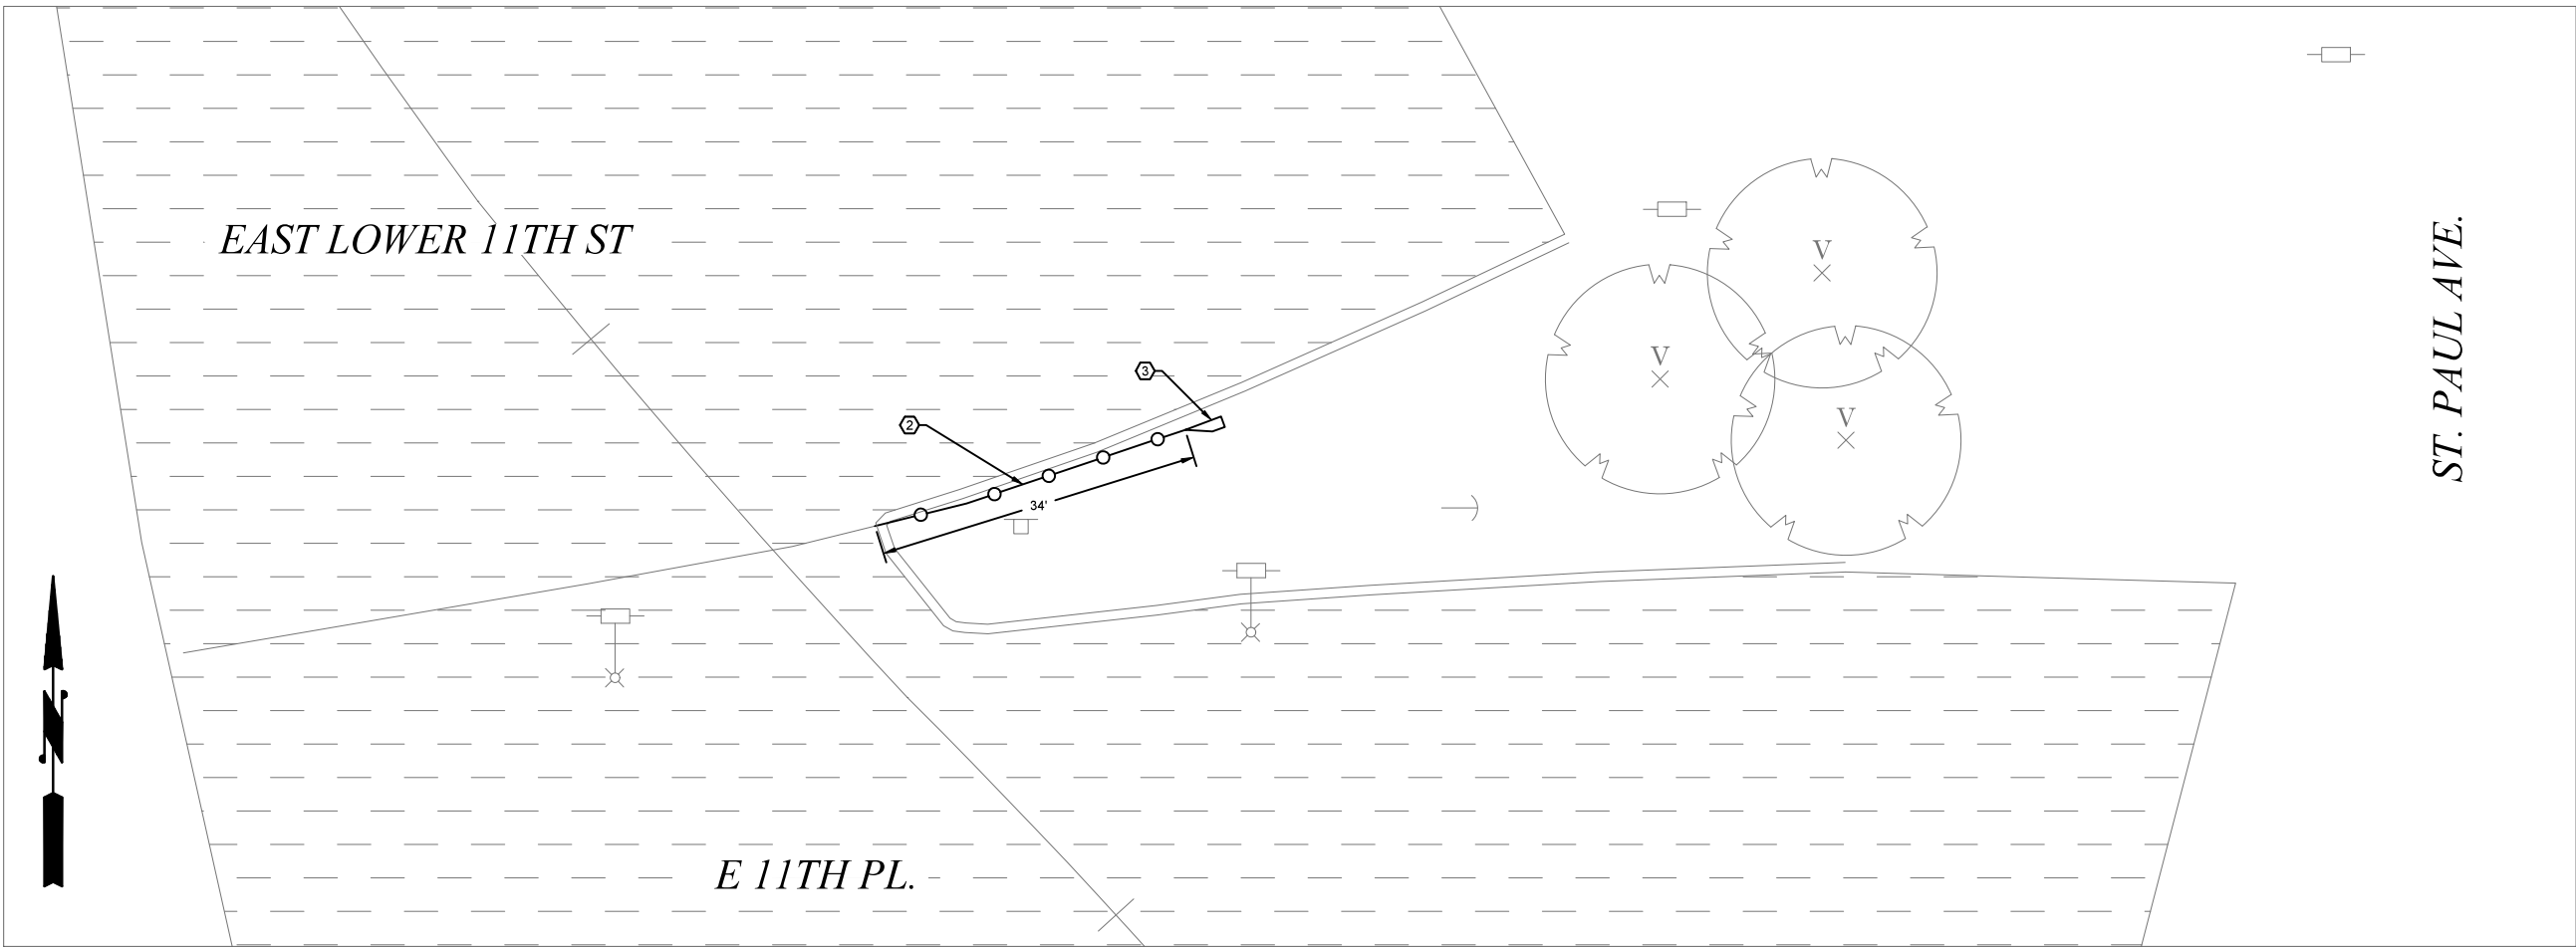 EAST LOWER 11TH ST
ST. PAUL AVE.
V
V
V
3
2
34'
E 11TH PL.
N